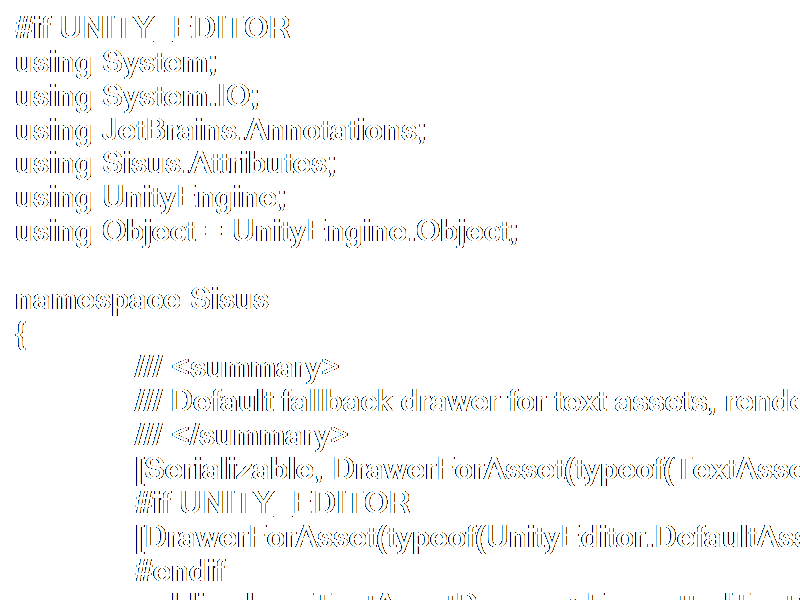 #if UNITY_EDITOR
using System;
using System.IO;
using JetBrains.Annotations;
using Sisus.Attributes;
using UnityEngine;
using Object = UnityEngine.Object;
namespace Sisus
{
/// <summary>
/// Default fallback drawer for text assets, rende
/// </summary>
[Serializable, DrawerForAsset(typeof(TextAsse
#if UNITY_EDITOR
[DrawerForAsset(typeof(UnityEditor.DefaultAss
#endif